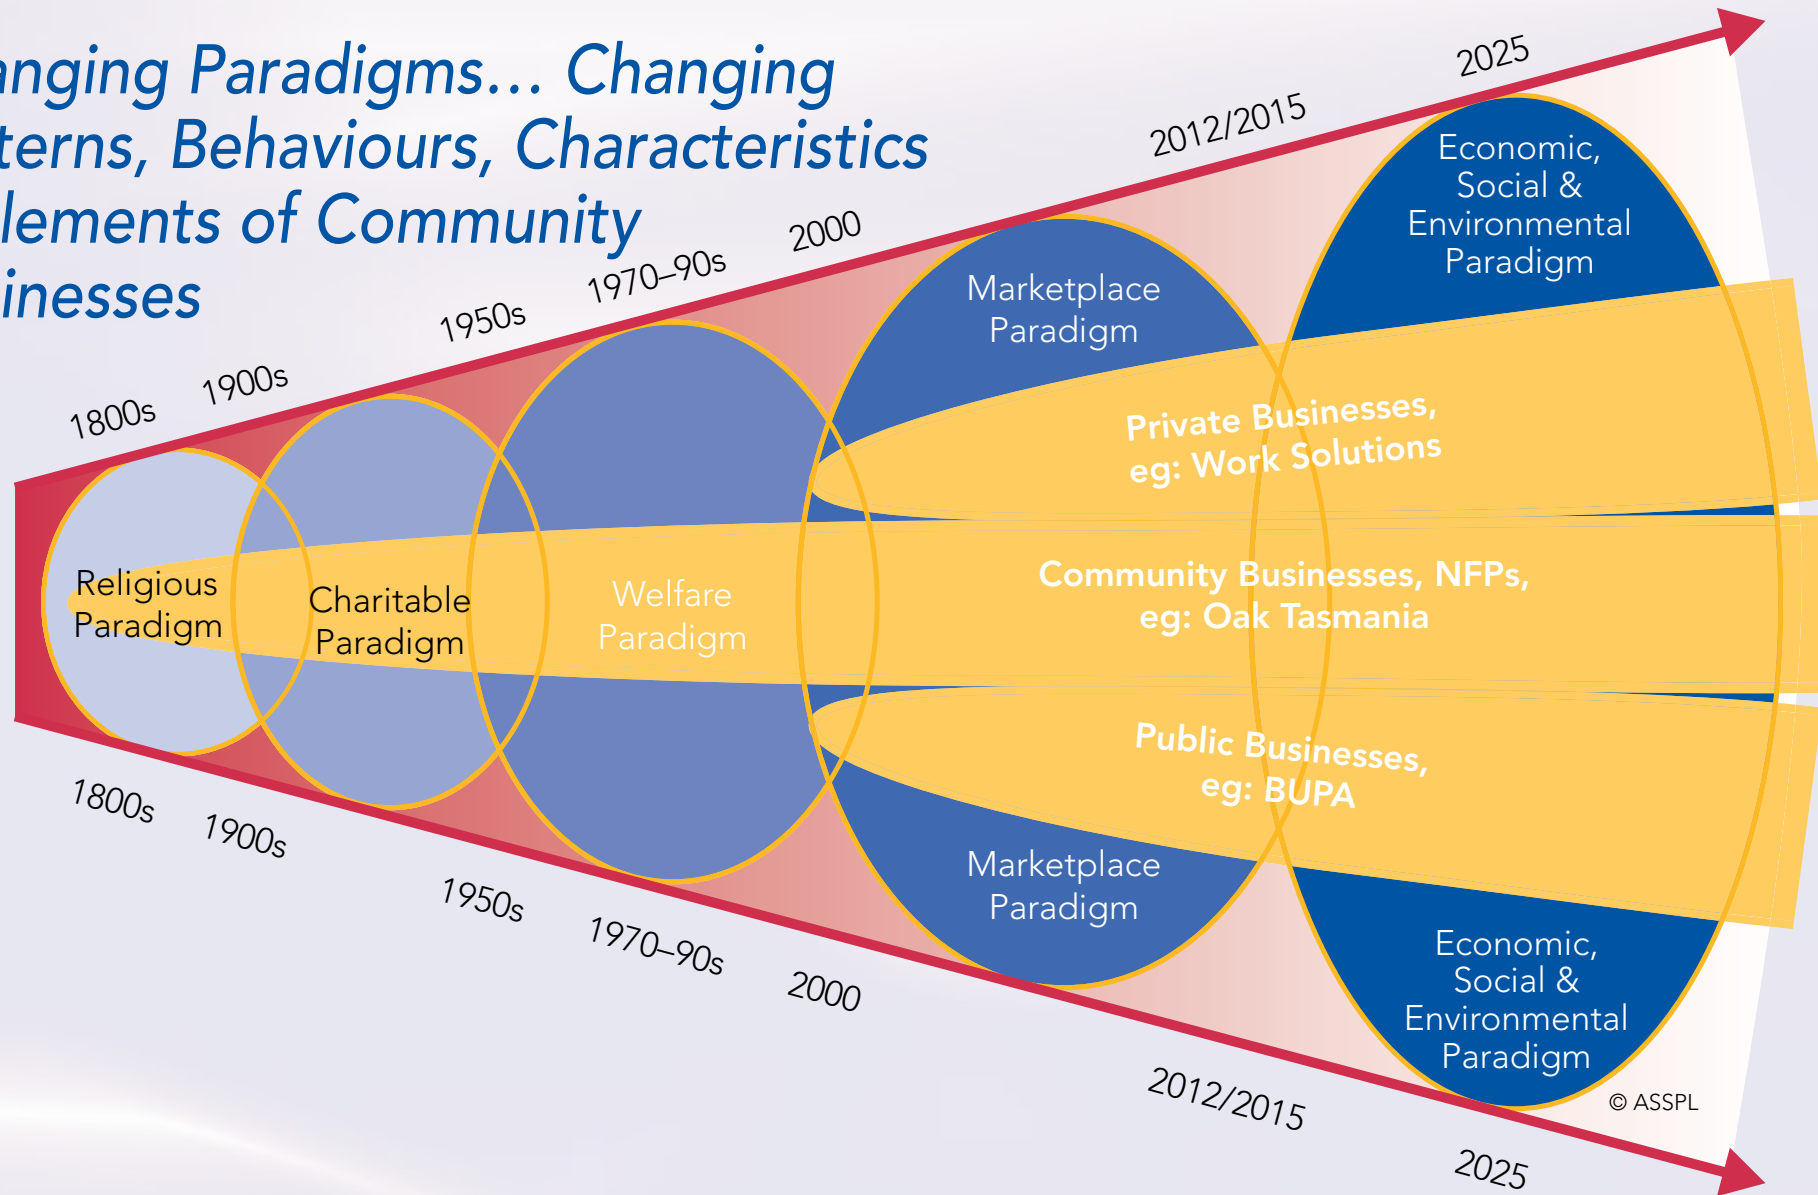 anging Paradigms... Changing
terns, Behaviours, Characteristics
lements of Community
inesses
1800s
1900s
1950s
1970–90s
2000
2012/2015
2025
Religious
Paradigm
Charitable
Paradigm
Welfare
Paradigm
Marketplace
Paradigm
Economic,
Social &
Environmental
Paradigm
Private Businesses,
eg: Work Solutions
Community Businesses, NFPs,
eg: Oak Tasmania
Public Businesses,
eg: BUPA
Marketplace
Paradigm
Economic,
Social &
Environmental
Paradigm
1800s
1900s
1950s
1970–90s
2000
2012/2015
2025
© ASSPL